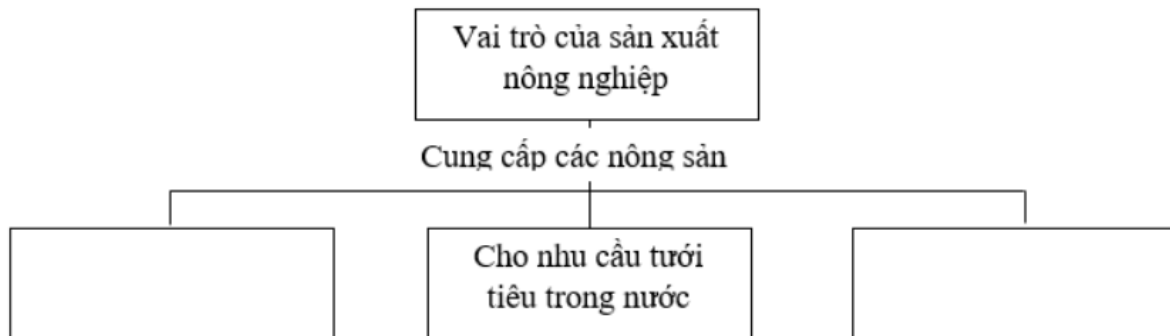 Vai trò của sản xuất
nông nghiệp
Cung cấp các nông sản
Cho nhu cầu tưới
tiêu trong nước